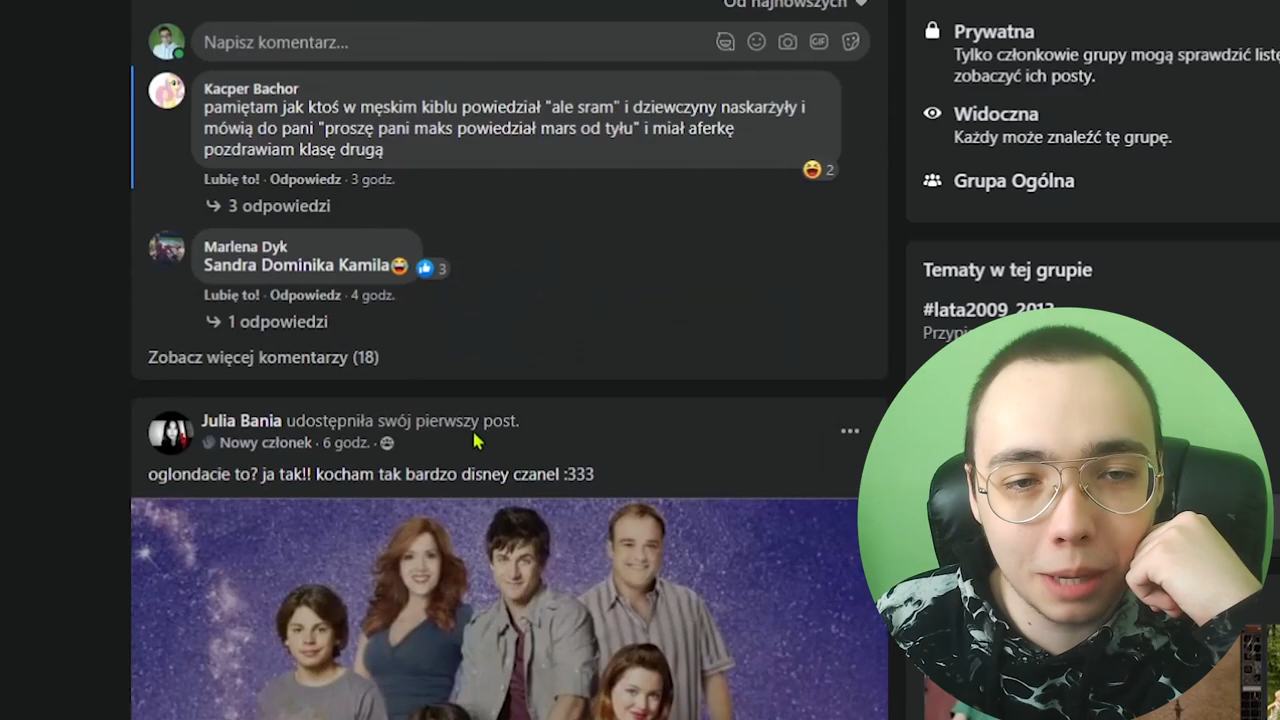 Od najnowszych
Napisz komentarz...
GIF
Kacper Bachor
pamiętam jak ktoś w męskim kiblu powiedział "ale sram" i dziewczyny naskarżyły i
mówią do pani "proszę pani maks powiedział mars od tyłu" i miał aferkę
pozdrawiam klasę drugą
2
Lubię to! · Odpowiedz · 3 godz.
3 odpowiedzi
Marlena Dyk
Sandra Dominika Kamila
3
Lubię to! · Odpowiedz · 4 godz.
1 odpowiedzi
Zobacz więcej komentarzy (18)
Julia Bania udostępniła swój pierwszy post.
Nowy członek · 6 godz. ·
oglondacie to? ja tak!! kocham tak bardzo disney czanel :333
Prywatna
Tylko członkowie grupy mogą sprawdzić listę
zobaczyć ich posty.
Widoczna
Każdy może znaleźć tę grupę.
Grupa Ogólna
Tematy w tej grupie
#lata2009_2012